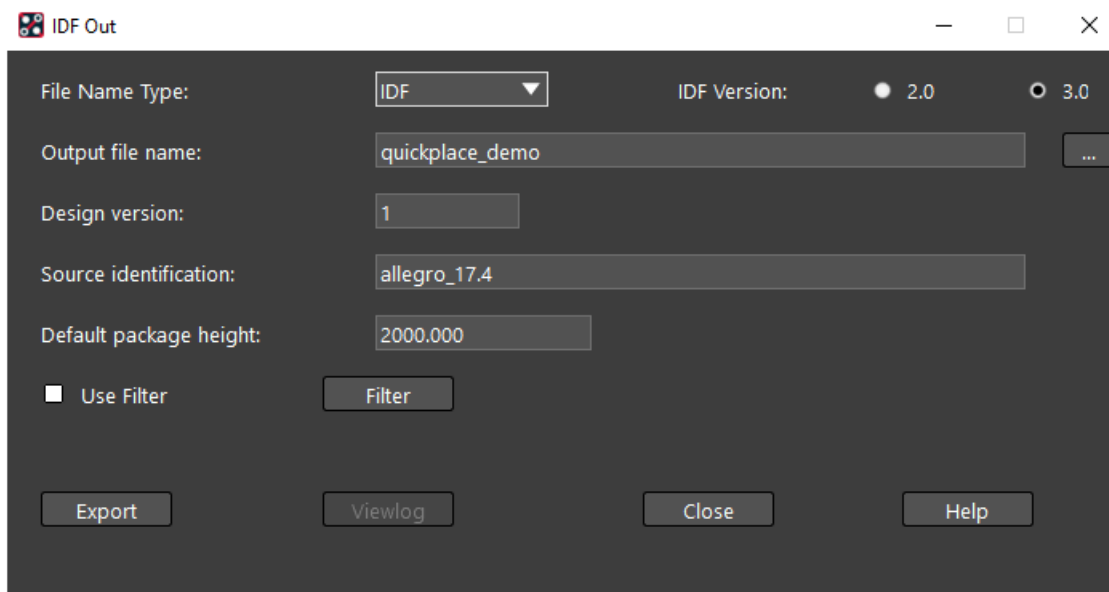 IDF Out
File Name Type: IDF IDF Version: 2.0 3.0
Output file name: quickplace_demo ...
Design version: 1
Source identification: allegro_17.4
Default package height: 2000.000
Use Filter Filter
Export Viewlog Close Help